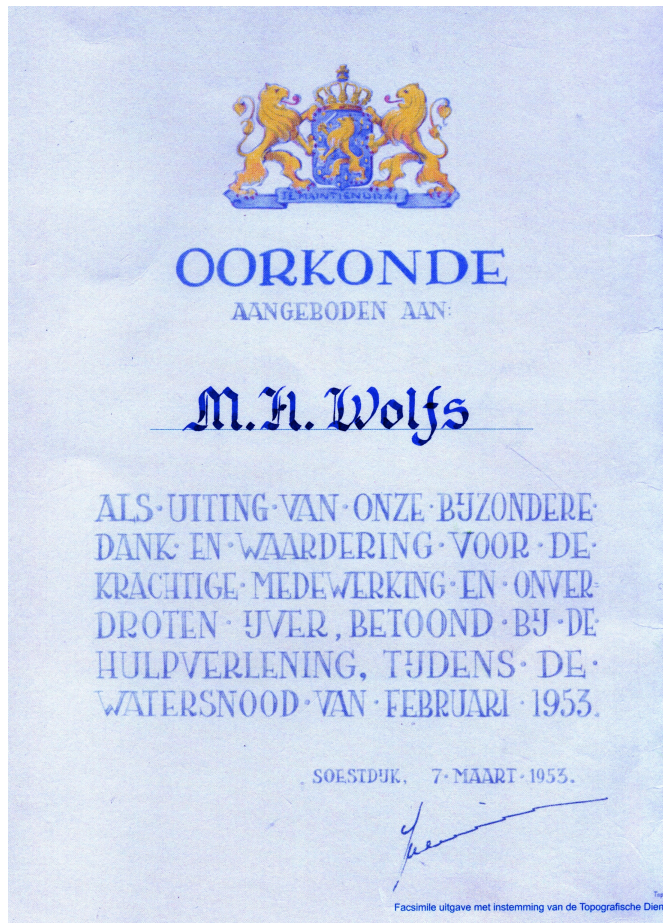 JE MAINTIENDRAI
OORKONDE
AANGEBODEN AAN:
M.H. Wolfs
ALS·UITING·VAN·ONZE·BIJZONDERE·
DANK·EN·WAARDERING·VOOR·DE·
KRACHTIGE·MEDEWERKING·EN·ONVER=
DROTEN·IJVER, BETOOND·BIJ·DE·
HULPVERLENING, TIJDENS·DE·
WATERSNOOD·VAN·FEBRUARI·1953.
SOESTDIJK, 7·MAART·1953.
Top
Facsimile uitgave met instemming van de Topografische Dien